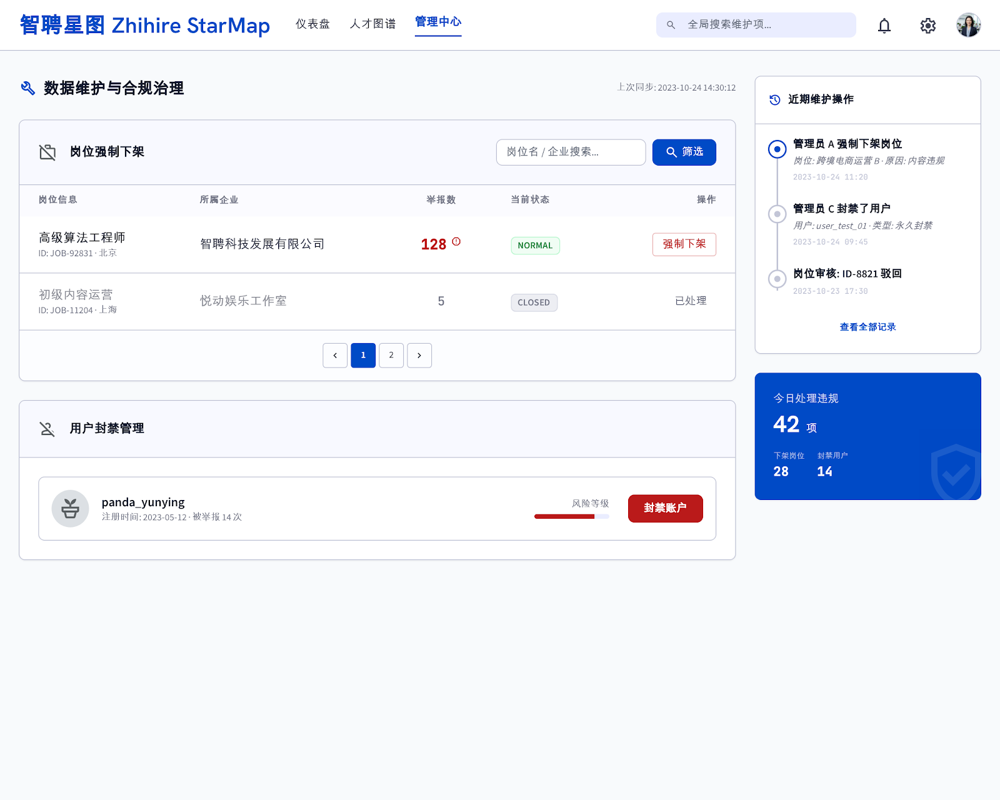 智聘星图 Zhihire StarMap
仪表盘
人才图谱
管理中心
全局搜索维护项...
数据维护与合规治理
上次同步: 2023-10-24 14:30:12
岗位强制下架
岗位名 / 企业搜索...
筛选
岗位信息 所属企业 举报数 当前状态 操作
高级算法工程师
ID: JOB-92831 · 北京
智聘科技发展有限公司
128
NORMAL
强制下架
初级内容运营
ID: JOB-11204 · 上海
悦动娱乐工作室
5
CLOSED
已处理
1
2
用户封禁管理
panda_yunying
注册时间: 2023-05-12 · 被举报 14 次
风险等级
封禁账户
近期维护操作
管理员 A 强制下架岗位
岗位: 跨境电商运营 B · 原因: 内容违规
2023-10-24 11:20
管理员 C 封禁了用户
用户: user_test_01 · 类型: 永久封禁
2023-10-24 09:45
岗位审核: ID-8821 驳回
2023-10-23 17:30
查看全部记录
今日处理违规
42 项
下架岗位 封禁用户
28 14